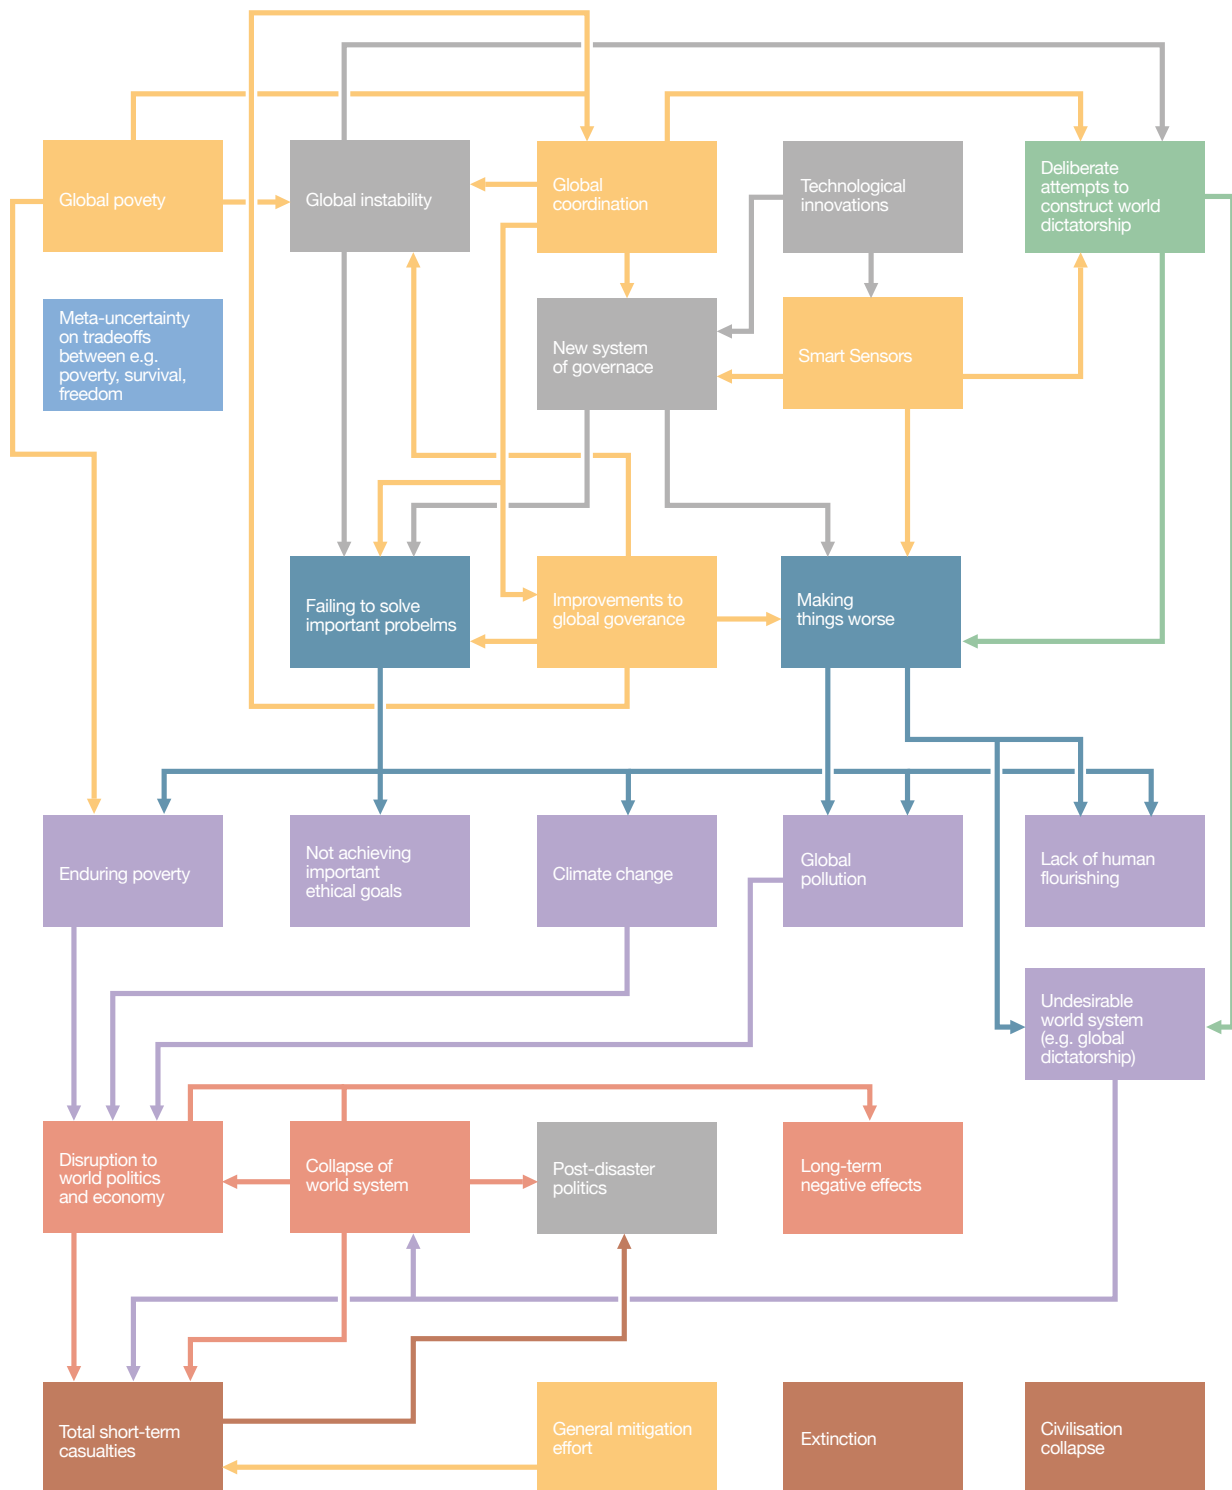 Global povety
Global instability
Global
coordination
Technological
innovations
Deliberate
attempts to
construct world
dictatorship
Meta-uncertainty
on tradeoffs
between e.g.
poverty, survival,
freedom
New system
of governace
Smart Sensors
Failing to solve
important probelms
Improvements to
global goverance
Making
things worse
Enduring poverty
Not achieving
important
ethical goals
Climate change
Global
pollution
Lack of human
flourishing
Undesirable
world system
(e.g. global
dictatorship)
Disruption to
world politics
and economy
Collapse of
world system
Post-disaster
politics
Long-term
negative effects
Total short-term
casualties
General mitigation
effort
Extinction
Civilisation
collapse